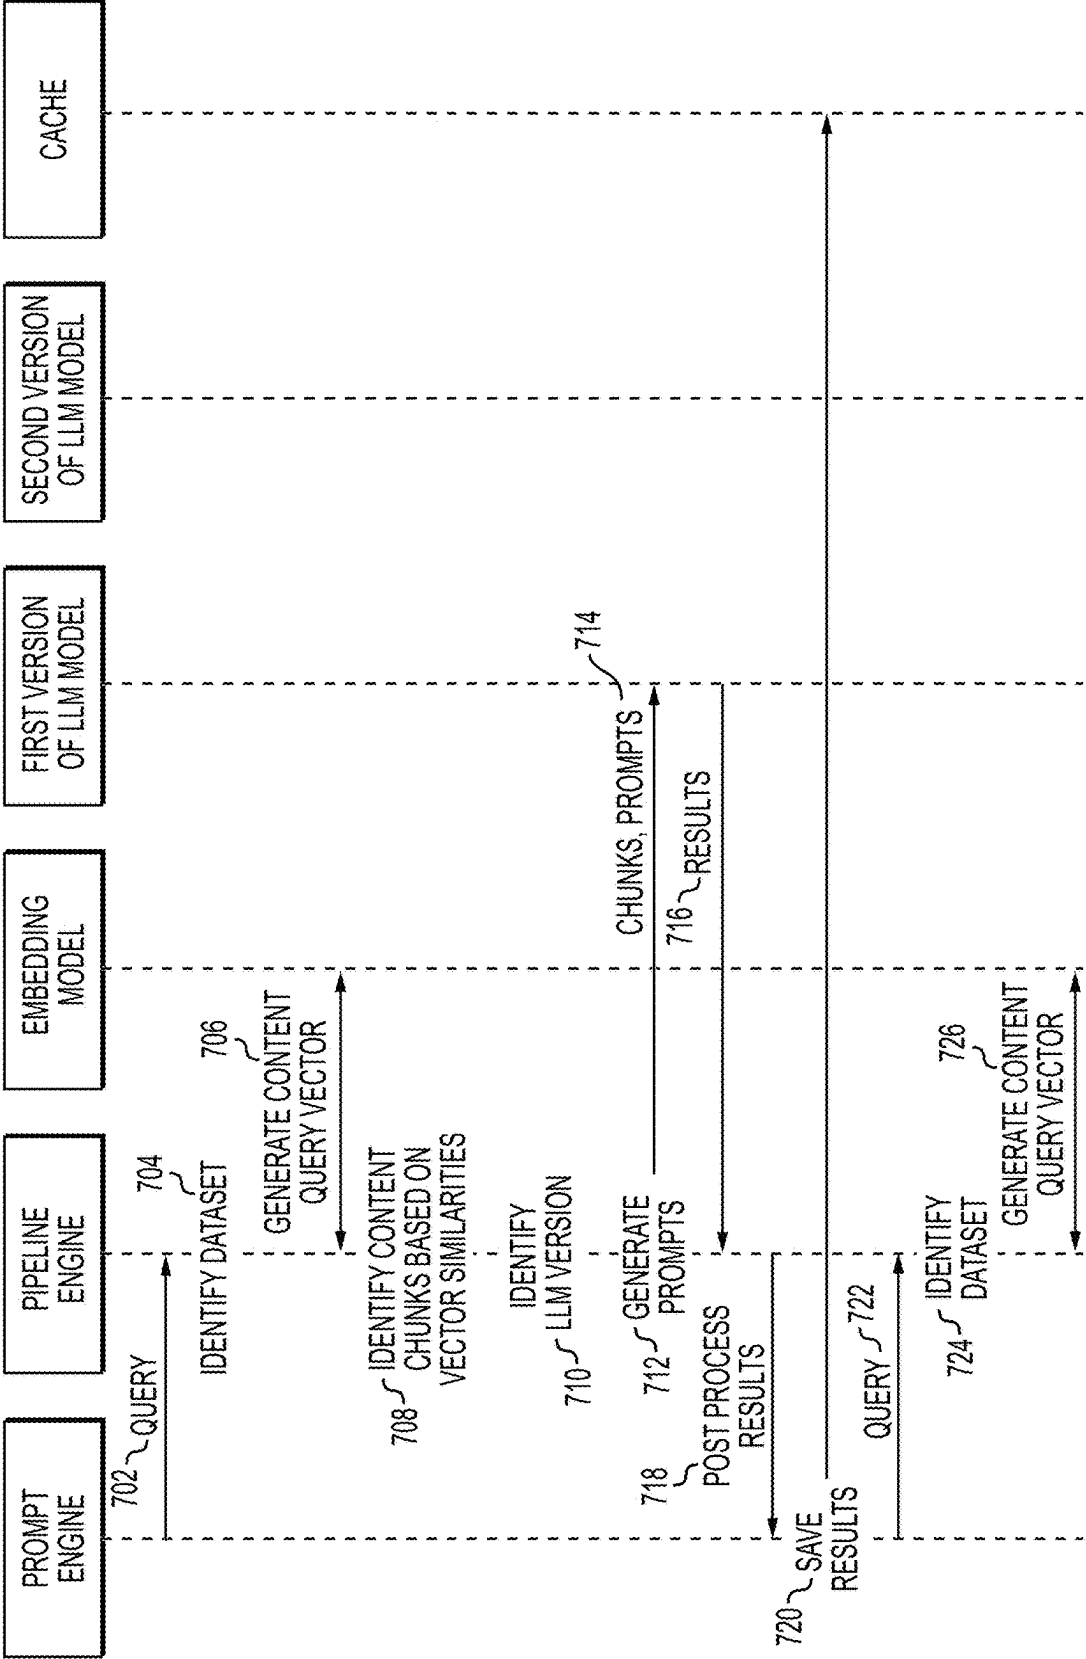 PROMPT
ENGINE
PIPELINE
ENGINE
EMBEDDING
MODEL
FIRST VERSION
OF LLM MODEL
SECOND VERSION
OF LLM MODEL
CACHE
702
QUERY
704
IDENTIFY DATASET
706
GENERATE CONTENT
QUERY VECTOR
708
IDENTIFY CONTENT
CHUNKS BASED ON
VECTOR SIMILARITIES
710
IDENTIFY
LLM VERSION
712
GENERATE
PROMPTS
714
CHUNKS, PROMPTS
716
RESULTS
718
POST PROCESS
RESULTS
720
SAVE
RESULTS
QUERY
722
724
IDENTIFY
DATASET
726
GENERATE CONTENT
QUERY VECTOR